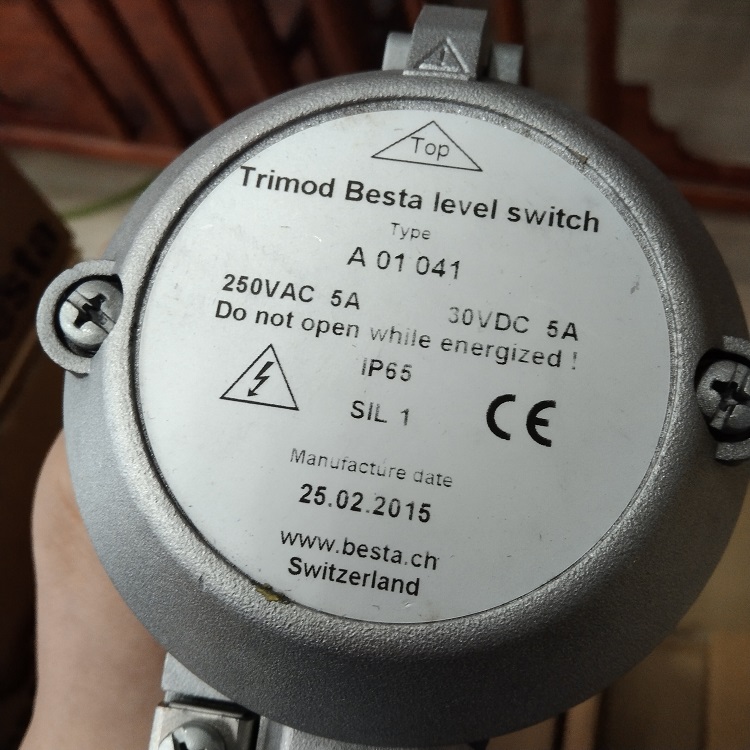 Top
Trimod Besta level switch
Type
A 01 041
250VAC 5A 30VDC 5A
Do not open while energized !
IP65
SIL 1
CE
Manufacture date
25.02.2015
www.besta.ch
Switzerland